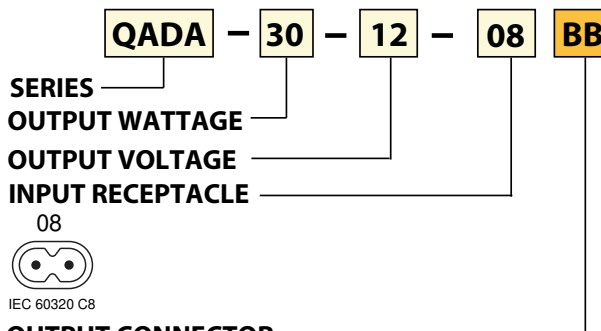 QADA - 30 - 12 - 08 BB
SERIES
OUTPUT WATTAGE
OUTPUT VOLTAGE
INPUT RECEPTACLE
08
IEC 60320 C8
OUTPUT CONNECTOR